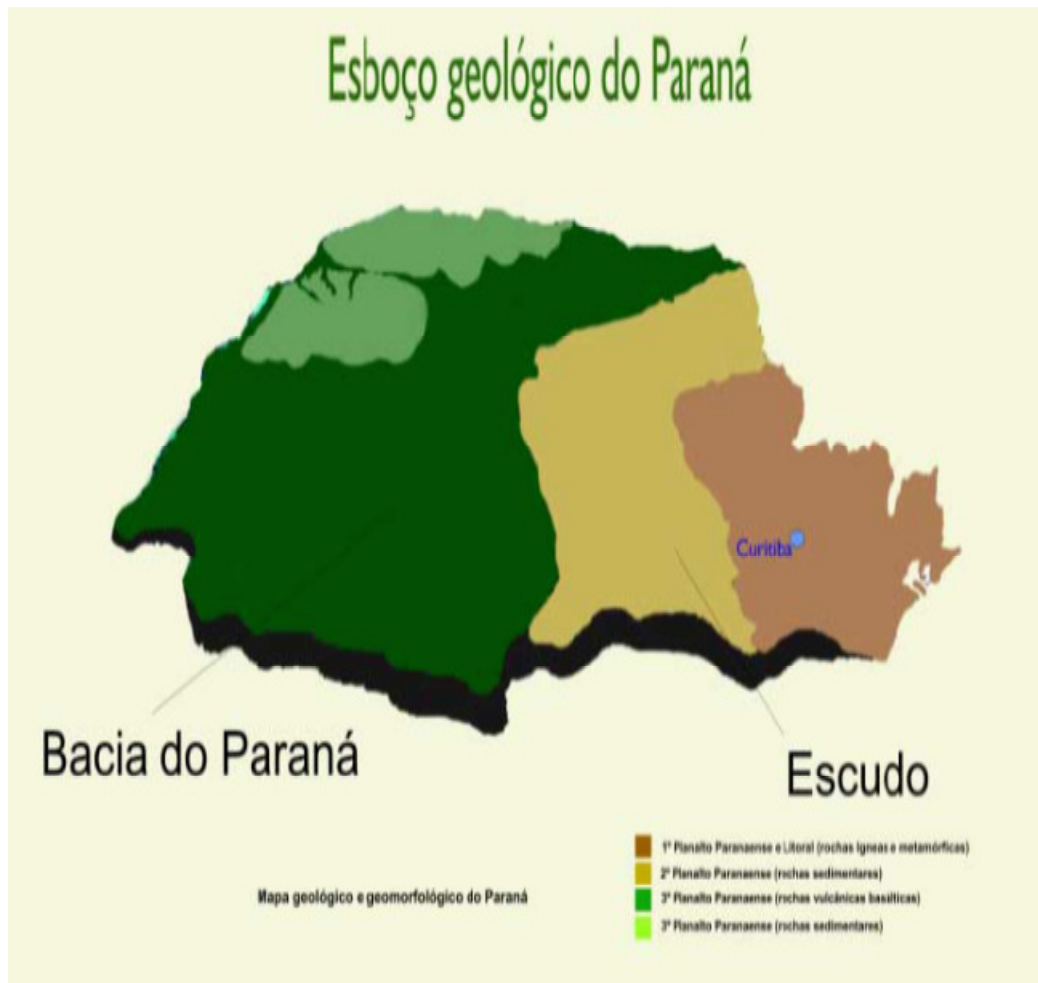 Esboço geológico do Paraná
Curitiba
Bacia do Paraná
Escudo
1º Planalto Paranaense e Litoral (rochas ígneas e metamórficas)
2º Planalto Paranaense (rochas sedimentares)
Mapa geológico e geomorfológico do Paraná
3º Planalto Paranaense (rochas vulcânicas basálticas)
3º Planalto Paranaense (rochas sedimentares)